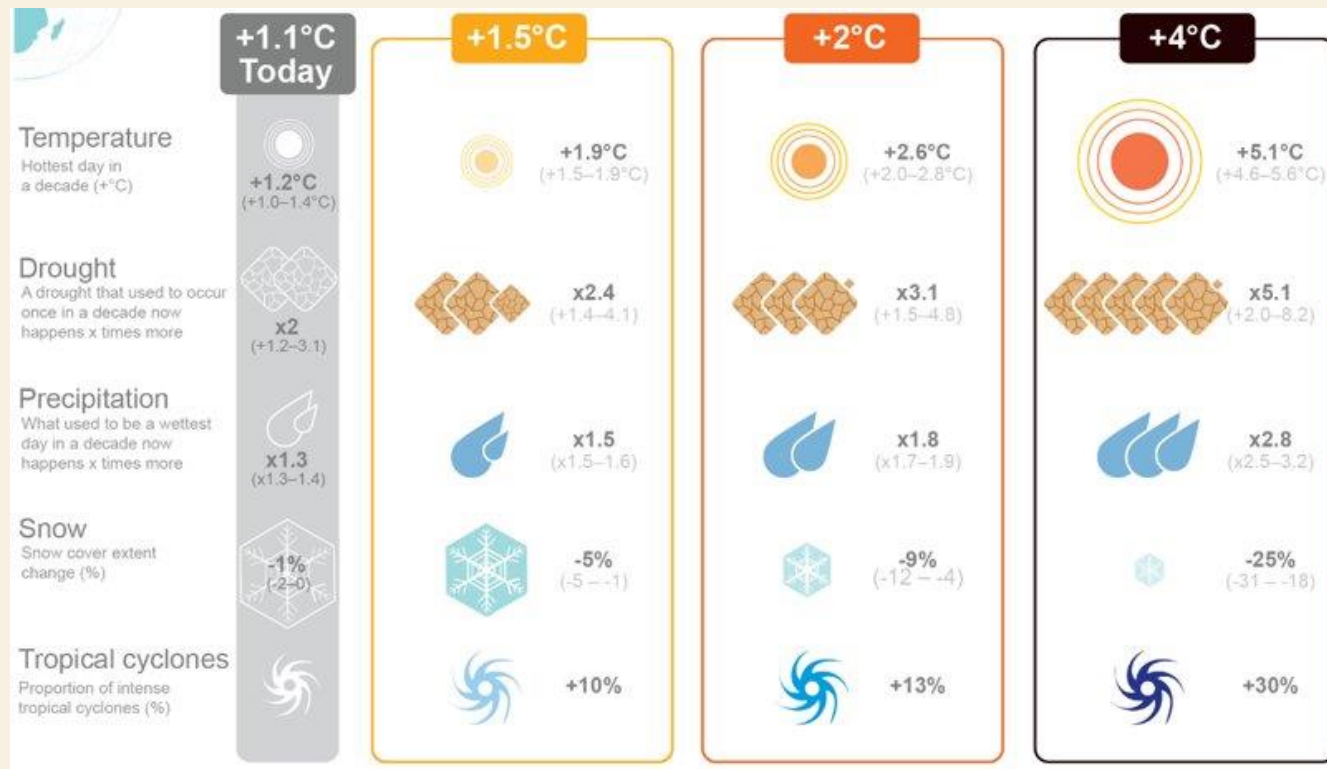 +1.1°C
Today
+1.5°C
+2°C
+4°C
Temperature
Hottest day in
a decade (+°C)
+1.2°C
(+1.0–1.4°C)
+1.9°C
(+1.5–1.9°C)
+2.6°C
(+2.0–2.8°C)
+5.1°C
(+4.6–5.6°C)
Drought
A drought that used to occur
once in a decade now
happens x times more
x2
(+1.2–3.1)
x2.4
(+1.4–4.1)
x3.1
(+1.5–4.8)
x5.1
(+2.0–8.2)
Precipitation
What used to be a wettest
day in a decade now
happens x times more
x1.3
(x1.3–1.4)
x1.5
(x1.5–1.6)
x1.8
(x1.7–1.9)
x2.8
(x2.5–3.2)
Snow
Snow cover extent
change (%)
-1%
(-2–0)
-5%
(-5 – -1)
-9%
(-12 – -4)
-25%
(-31 – -18)
Tropical cyclones
Proportion of intense
tropical cyclones (%)
+10%
+13%
+30%